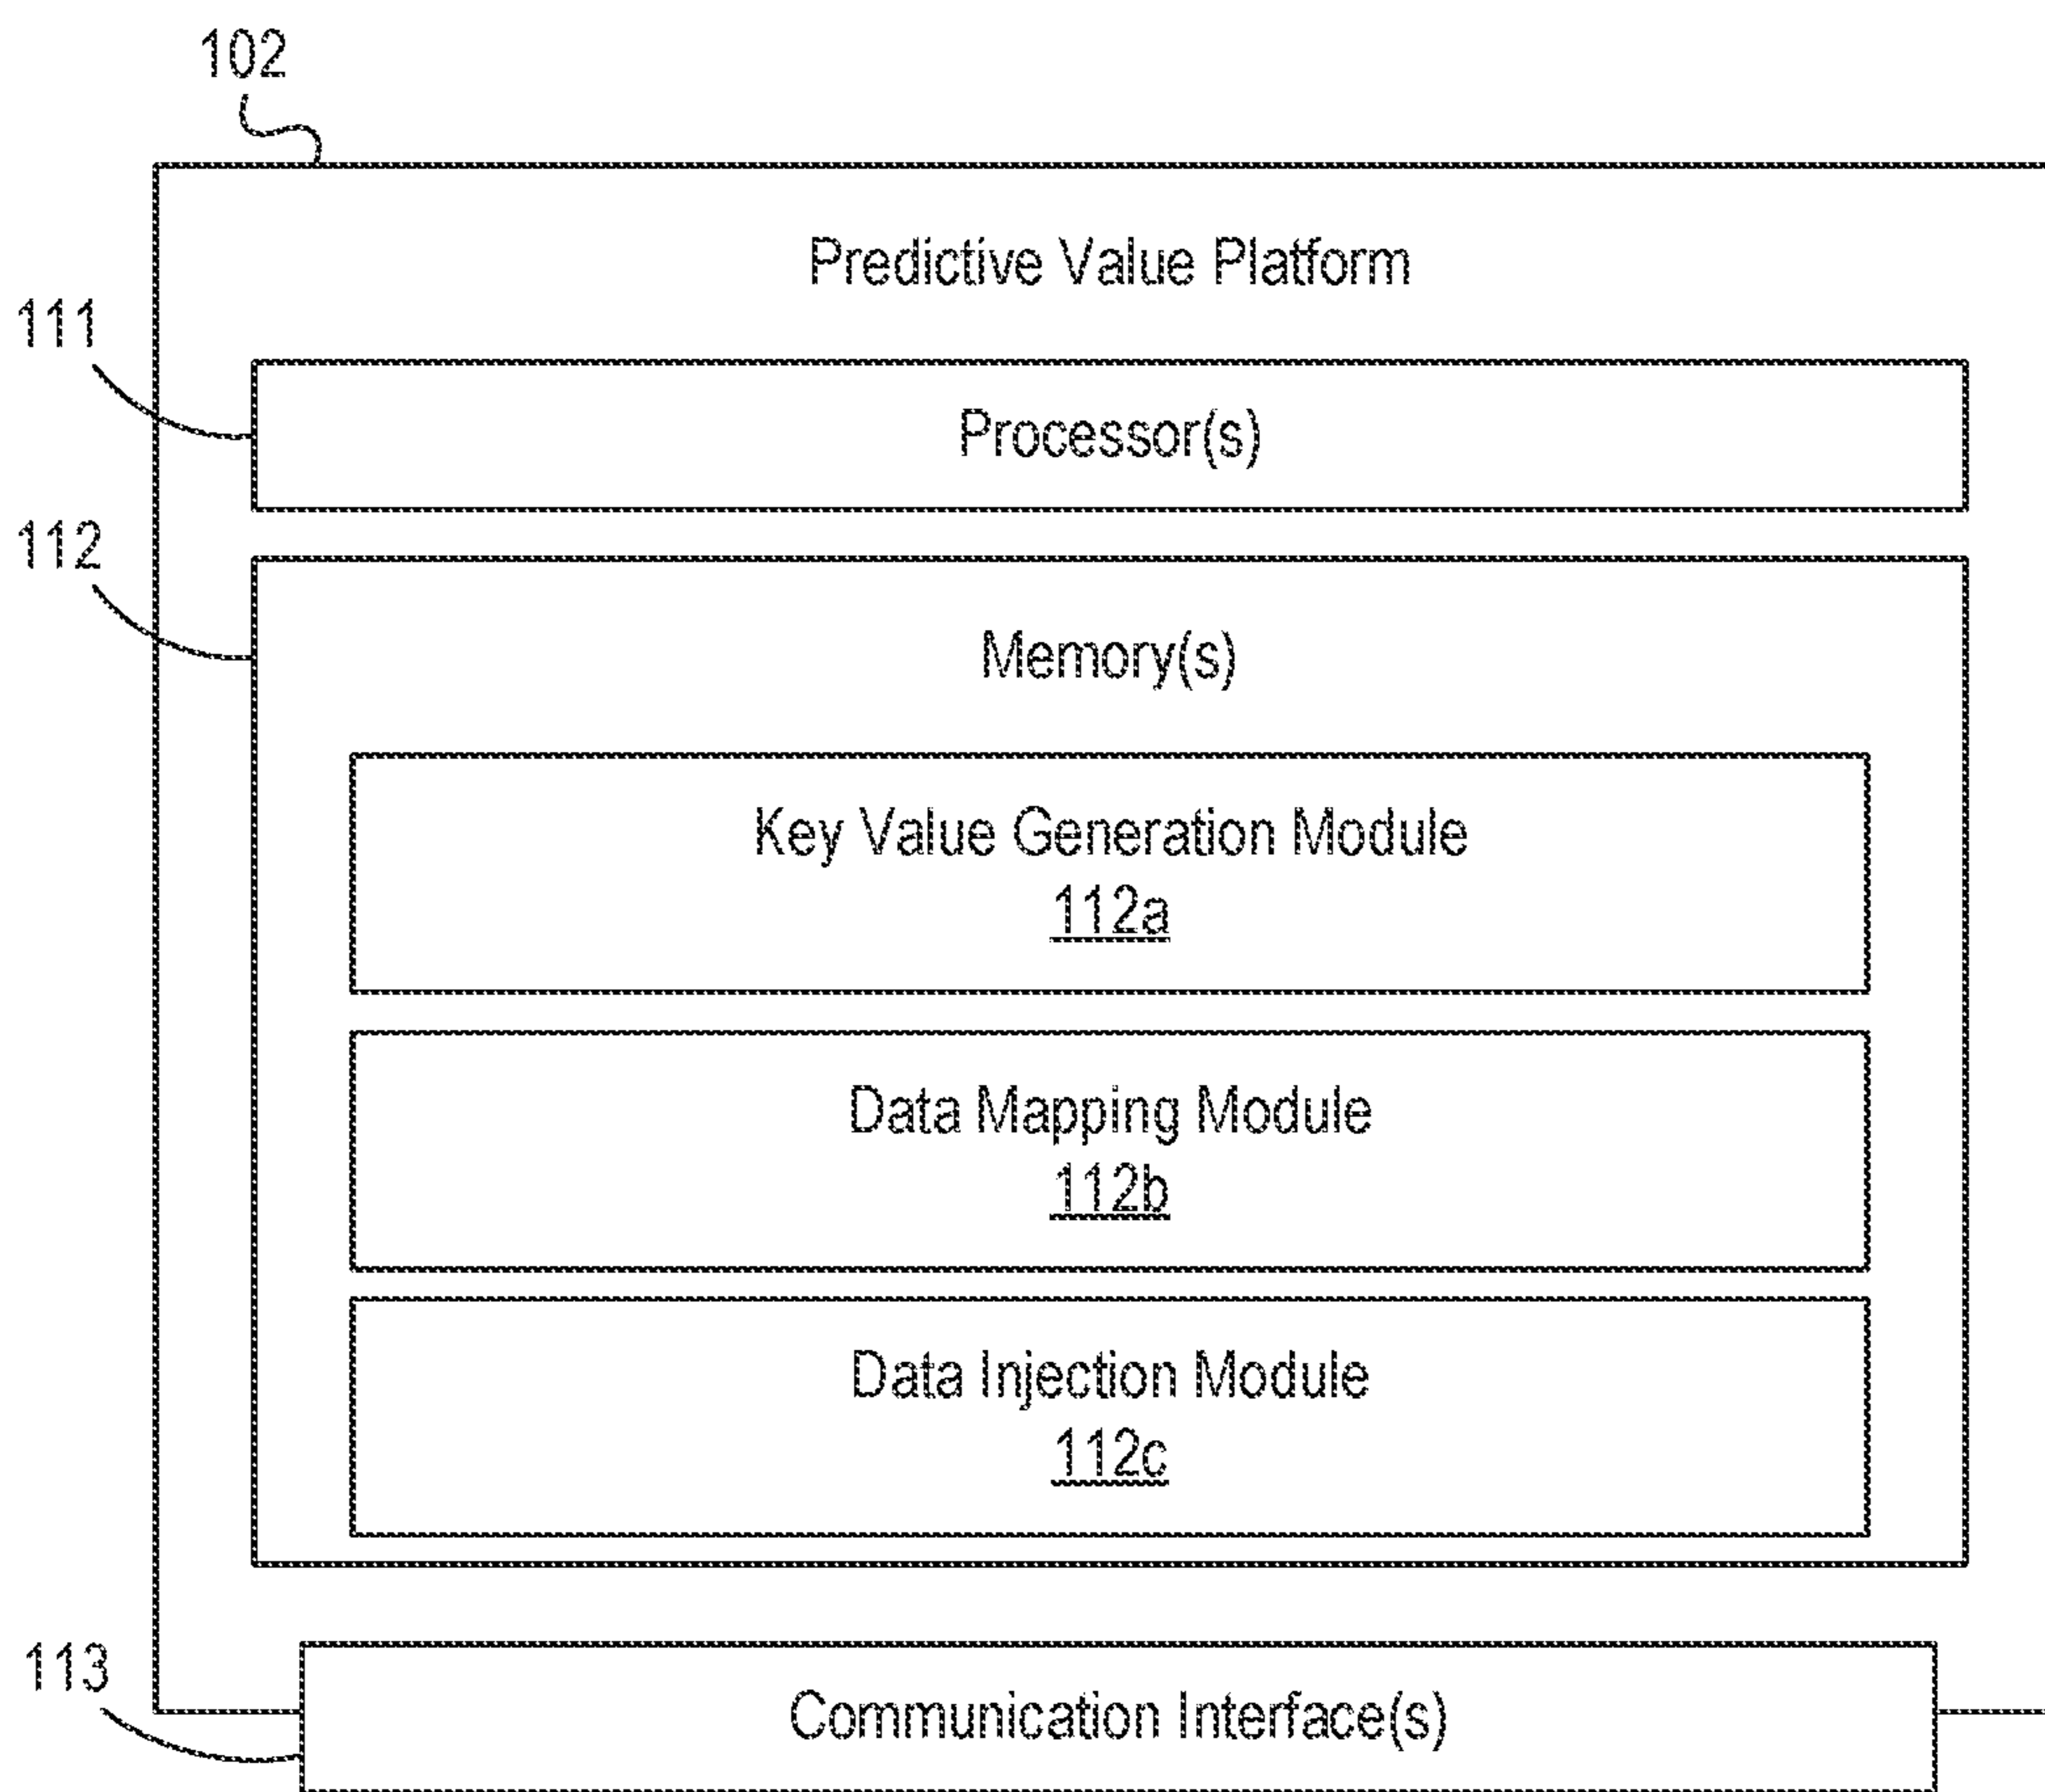 102
Predictive Value Platform
111
Processor(s)
112
Memory(s)
Key Value Generation Module
112a
Data Mapping Module
112b
Data Injection Module
112c
113
Communication Interface(s)